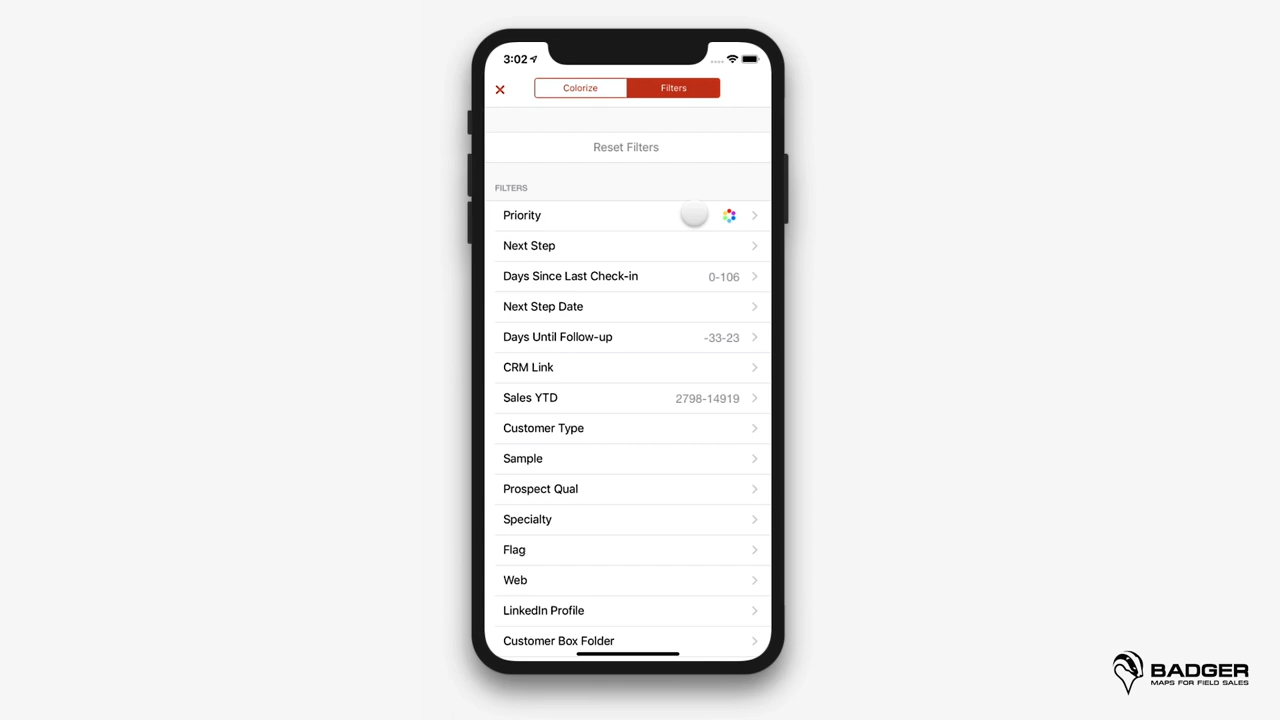 3:02
Colorize
Filters
Reset Filters
FILTERS
Priority
Next Step
Days Since Last Check-in
0-106
Next Step Date
Days Until Follow-up
-33-23
CRM Link
Sales YTD
2798-14919
Customer Type
Sample
Prospect Qual
Specialty
Flag
Web
LinkedIn Profile
Customer Box Folder
BADGER
MAPS FOR FIELD SALES